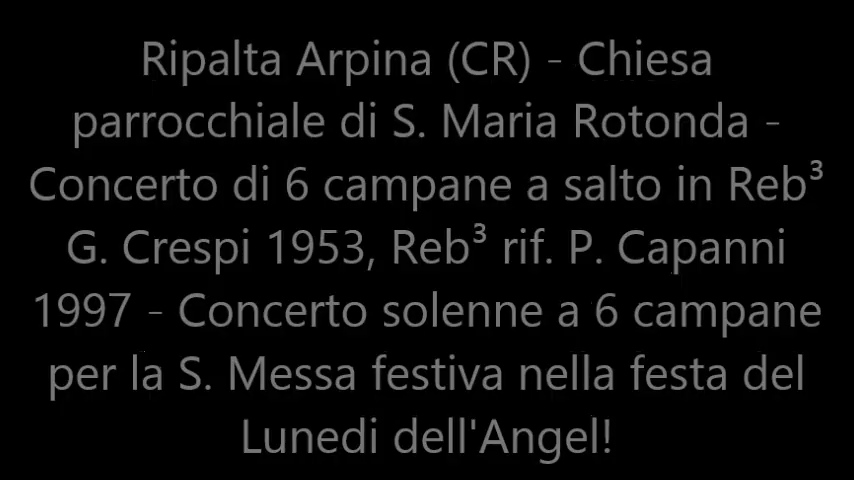 Ripalta Arpina (CR) - Chiesa
parrocchiale di S. Maria Rotonda -
Concerto di 6 campane a salto in Reb³
G. Crespi 1953, Reb³ rif. P. Capanni
1997 - Concerto solenne a 6 campane
per la S. Messa festiva nella festa del
Lunedi dell'Angel!